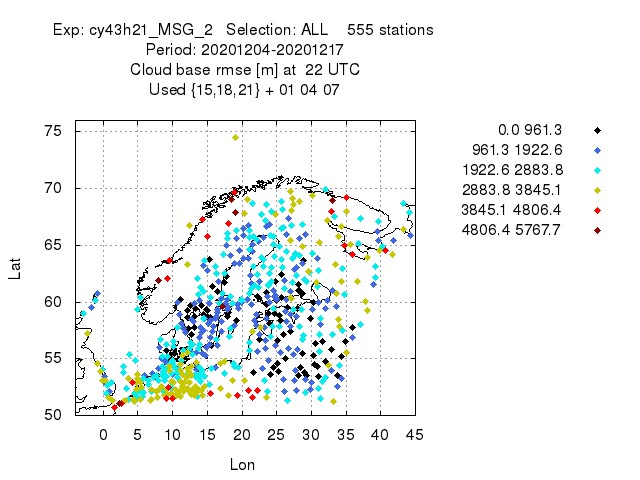 Exp: cy43h21_MSG_2   Selection: ALL    555 stations
Period: 20201204-20201217
Cloud base rmse [m] at  22 UTC
Used {15,18,21} + 01 04 07
0.0 961.3
961.3 1922.6
1922.6 2883.8
2883.8 3845.1
3845.1 4806.4
4806.4 5767.7
75
70
65
60
55
50
Lat
0 5 10 15 20 25 30 35 40 45
Lon